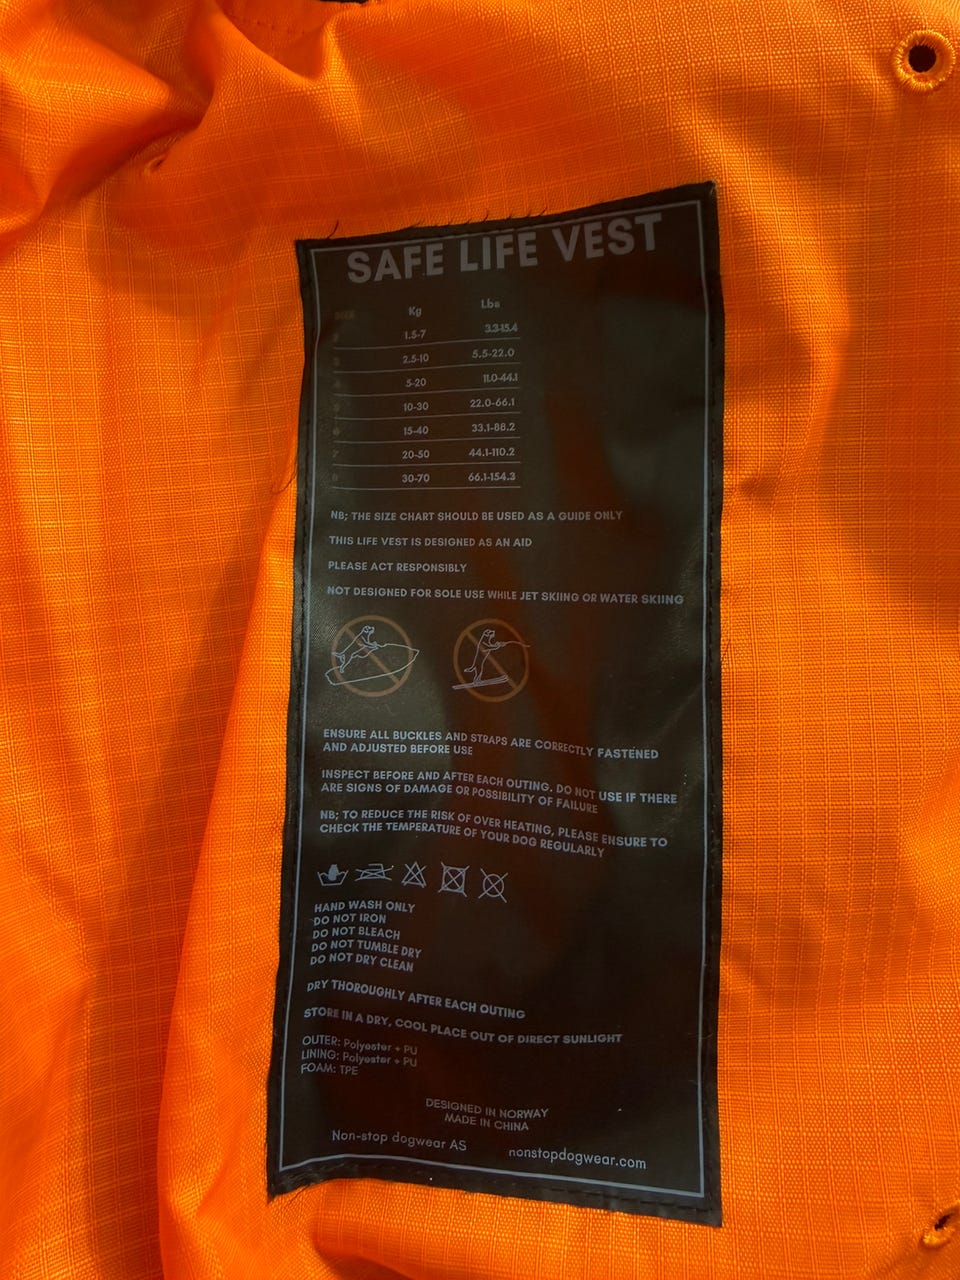 SAFE LIFE VEST
SIZE Kg Lbs
2 1.5-7 3.3-15.4
3 2.5-10 5.5-22.0
4 5-20 11.0-44.1
5 10-30 22.0-66.1
6 15-40 33.1-88.2
7 20-50 44.1-110.2
8 30-70 66.1-154.3
NB; THE SIZE CHART SHOULD BE USED AS A GUIDE ONLY
THIS LIFE VEST IS DESIGNED AS AN AID
PLEASE ACT RESPONSIBLY
NOT DESIGNED FOR SOLE USE WHILE JET SKIING OR WATER SKIING
ENSURE ALL BUCKLES AND STRAPS ARE CORRECTLY FASTENED
AND ADJUSTED BEFORE USE
INSPECT BEFORE AND AFTER EACH OUTING. DO NOT USE IF THERE
ARE SIGNS OF DAMAGE OR POSSIBILITY OF FAILURE
NB; TO REDUCE THE RISK OF OVER HEATING, PLEASE ENSURE TO
CHECK THE TEMPERATURE OF YOUR DOG REGULARLY
HAND WASH ONLY
DO NOT IRON
DO NOT BLEACH
DO NOT TUMBLE DRY
DO NOT DRY CLEAN
DRY THOROUGHLY AFTER EACH OUTING
STORE IN A DRY, COOL PLACE OUT OF DIRECT SUNLIGHT
OUTER: Polyester + PU
LINING: Polyester + PU
FOAM: TPE
DESIGNED IN NORWAY
MADE IN CHINA
Non-stop dogwear AS nonstopdogwear.com